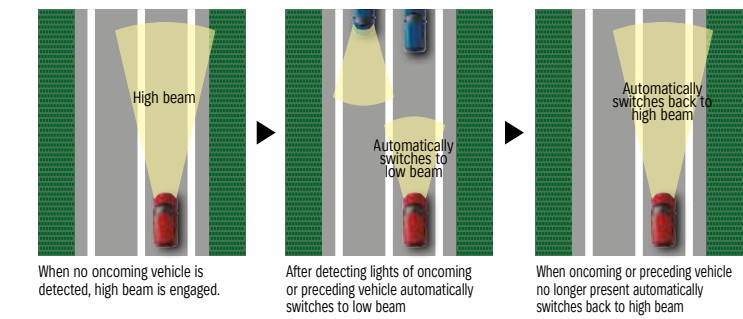 High beam
Automatically
switches to
low beam
Automatically
switches back to
high beam
When no oncoming vehicle is
detected, high beam is engaged.
After detecting lights of oncoming
or preceding vehicle automatically
switches to low beam
When oncoming or preceding vehicle
no longer present automatically
switches back to high beam